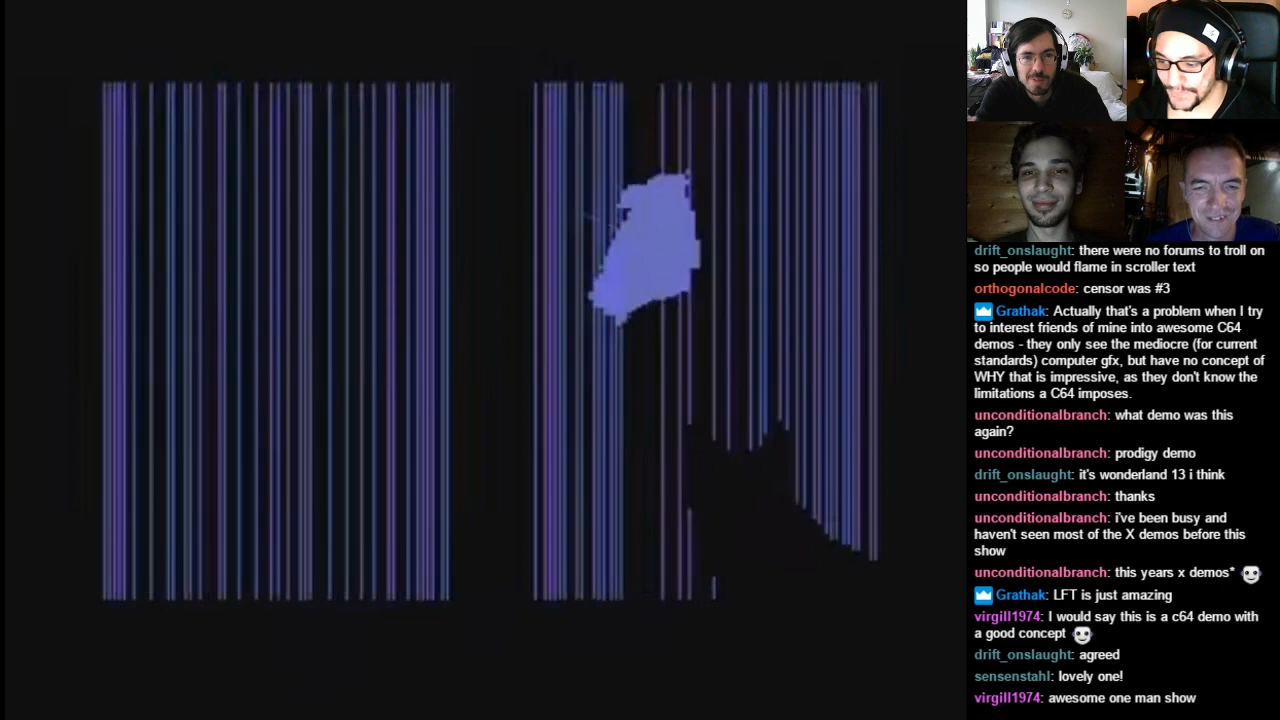 drift_onslaught: there were no forums to troll on
so people would flame in scroller text
orthogonalcode: censor was #3
Grathak: Actually that's a problem when I try
to interest friends of mine into awesome C64
demos - they only see the mediocre (for current
standards) computer gfx, but have no concept of
WHY that is impressive, as they don't know the
limitations a C64 imposes.
unconditionalbranch: what demo was this
again?
unconditionalbranch: prodigy demo
drift_onslaught: it's wonderland 13 i think
unconditionalbranch: thanks
unconditionalbranch: i've been busy and
haven't seen most of the X demos before this
show
unconditionalbranch: this years x demos*
Grathak: LFT is just amazing
virgill1974: I would say this is a c64 demo with
a good concept
drift_onslaught: agreed
sensenstahl: lovely one!
virgill1974: awesome one man show